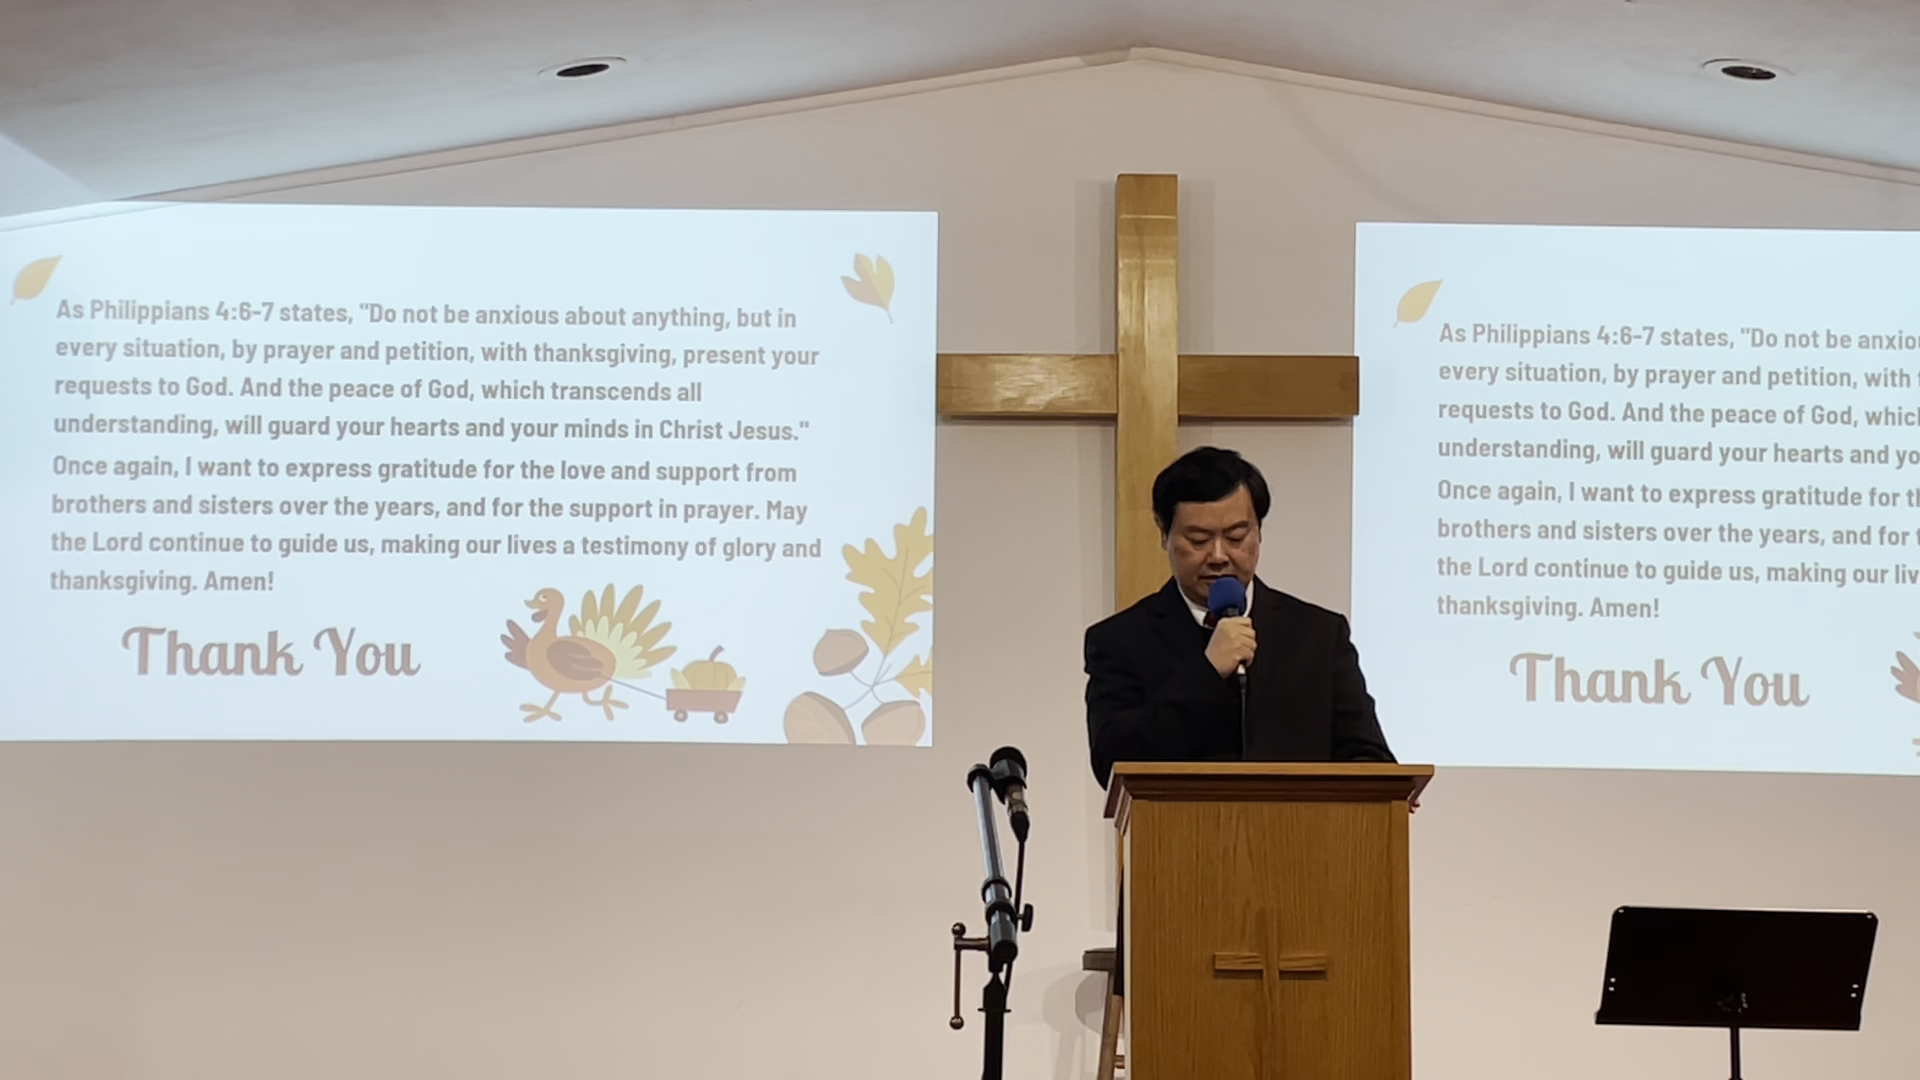 As Philippians 4:6-7 states, "Do not be anxious about anything, but in
every situation, by prayer and petition, with thanksgiving, present your
requests to God. And the peace of God, which transcends all
understanding, will guard your hearts and your minds in Christ Jesus."
Once again, I want to express gratitude for the love and support from
brothers and sisters over the years, and for the support in prayer. May
the Lord continue to guide us, making our lives a testimony of glory and
thanksgiving. Amen!
Thank You
As Philippians 4:6-7 states, "Do not be
every situation, by prayer and petition, with
requests to God. And the peace of God,
understanding, will guard your hearts and
Once again, I want to express gratitude for
brothers and sisters over the years, and for
the Lord continue to guide us, making our
thanksgiving. Amen!
Thank You